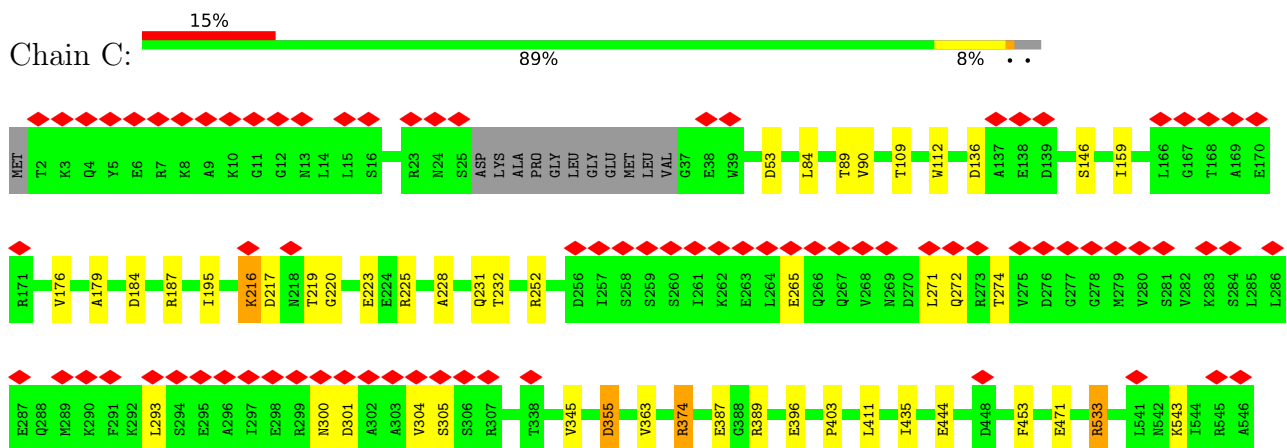 15%
Chain C:
89% 8% • •
MET T2 K3 Q4 Y5 E6 R7 K8 A9 K10 G11 G12 N13 L14 L15 S16 R23 N24 S25 ASP LYS ALA PRO GLY LEU GLY GLU MET LEU VAL G37 E38 W39 D53 L84 T89 V90 T109 W112 D136 A137 E138 D139 S146 I159 L166 G167 T168 A169 E170
R171 V176 A179 D184 R187 I195 K216 D217 N218 T219 G220 E223 E224 R225 A228 Q231 T232 R252 D256 I257 S258 S259 S260 I261 K262 E263 L264 E265 Q266 Q267 V268 N269 D270 L271 Q272 R273 T274 V275 D276 G277 G278 M279 V280 S281 V282 K283 S284 L285 L286
E287 Q288 M289 K290 F291 K292 L293 S294 E295 A296 I297 E298 R299 N300 D301 A302 A303 V304 S305 S306 R307 T338 V345 D355 V363 R374 E387 G388 R389 E396 P403 L411 I435 E444 D448 F453 E471 R533 L541 N542 K543 I544 R545 A546